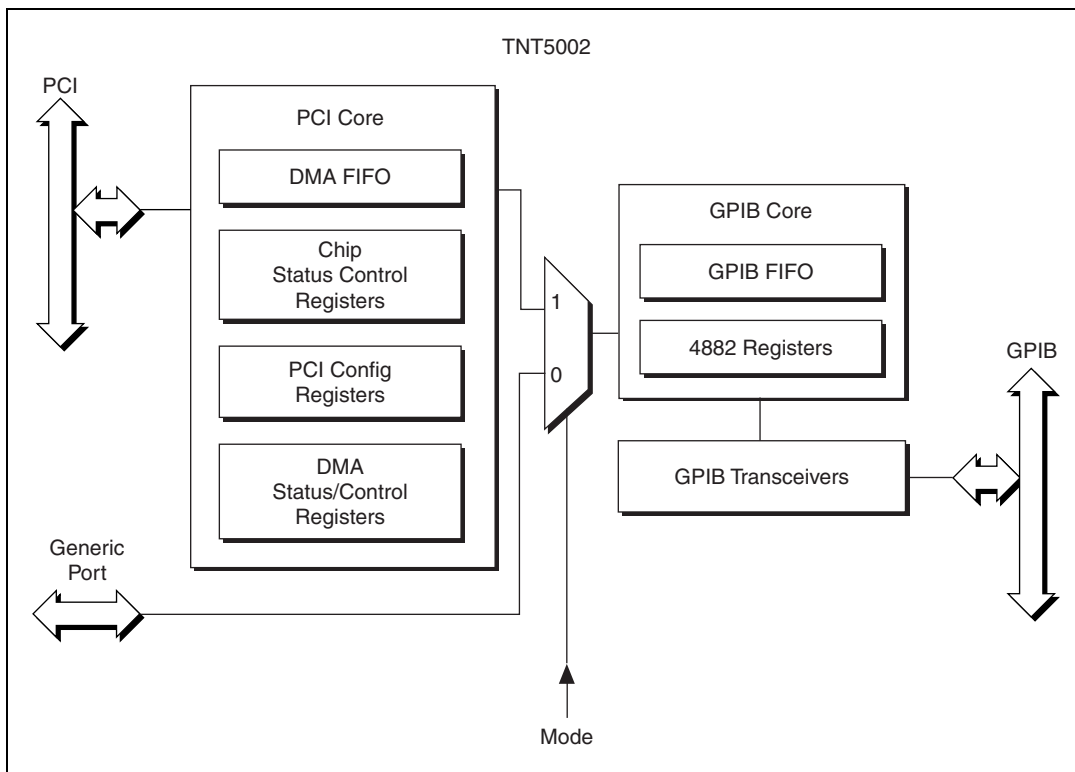 TNT5002
PCI
PCI Core
DMA FIFO
Chip
Status Control
Registers
PCI Config
Registers
DMA
Status/Control
Registers
Generic
Port
1
0
Mode
GPIB Core
GPIB FIFO
4882 Registers
GPIB Transceivers
GPIB